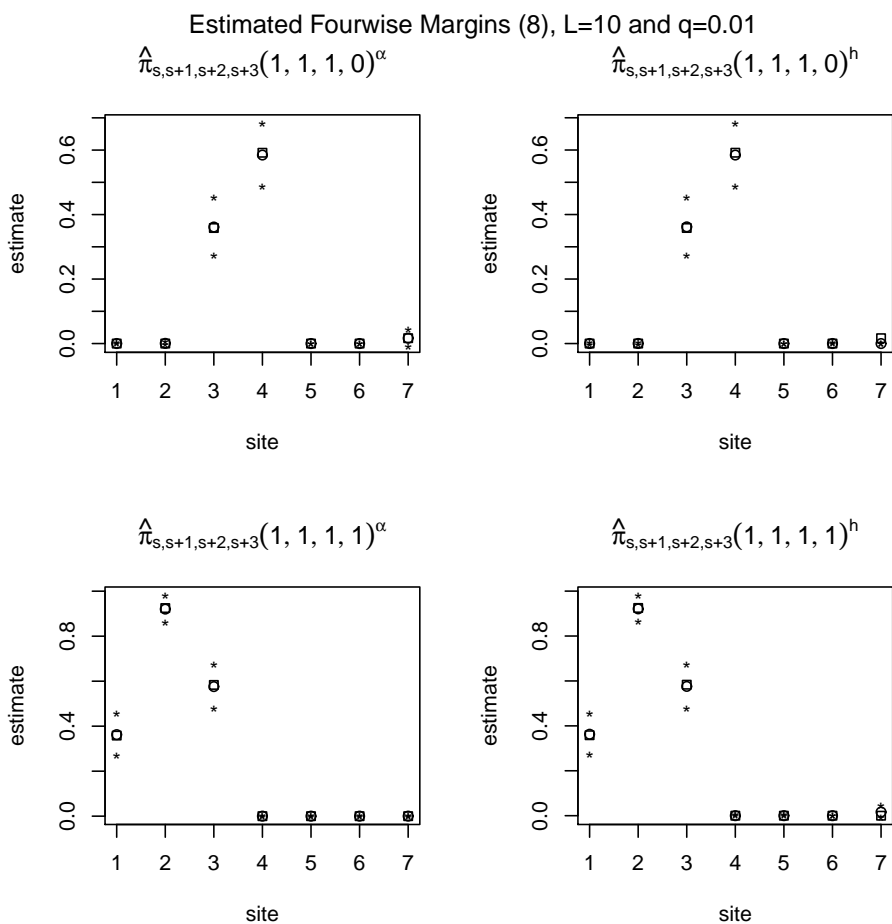 Estimated Fourwise Margins (8), L=10 and q=0.01
π̂s,s+1,s+2,s+3(1, 1, 1, 0)α
estimate
0.0 0.2 0.4 0.6
1 2 3 4 5 6 7
site
π̂s,s+1,s+2,s+3(1, 1, 1, 0)h
estimate
0.0 0.2 0.4 0.6
1 2 3 4 5 6 7
site
π̂s,s+1,s+2,s+3(1, 1, 1, 1)α
estimate
0.0 0.4 0.8
1 2 3 4 5 6 7
site
π̂s,s+1,s+2,s+3(1, 1, 1, 1)h
estimate
0.0 0.4 0.8
1 2 3 4 5 6 7
site